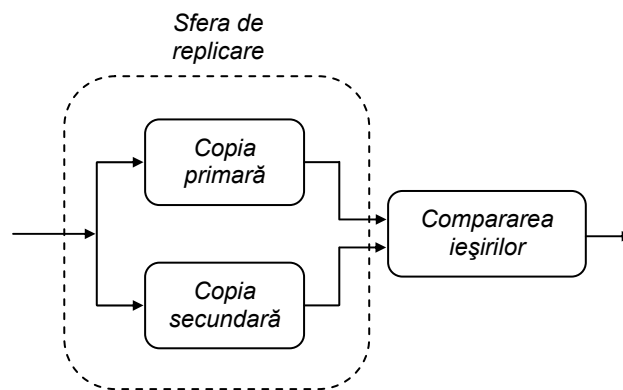 Sfera de
replicare
Copia
primară
Compararea
ieşirilor
Copia
secundară